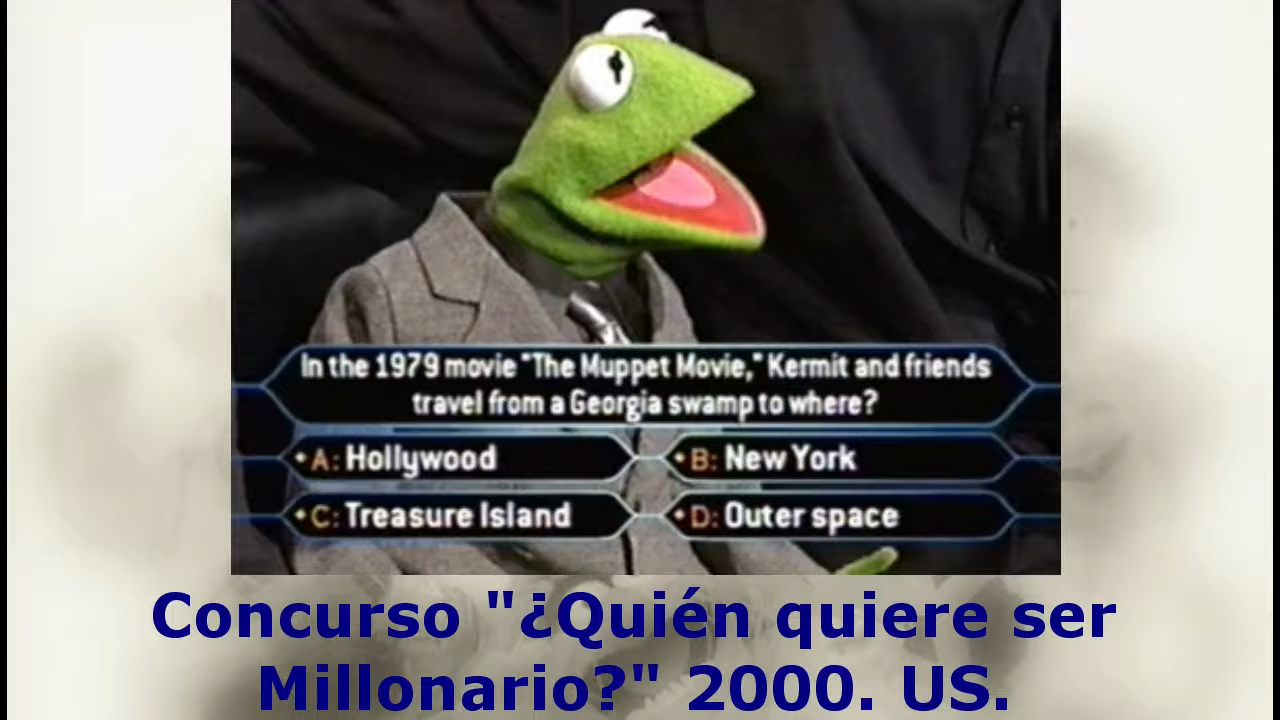 In the 1979 movie "The Muppet Movie," Kermit and friends
travel from a Georgia swamp to where?
A: Hollywood
B: New York
C: Treasure Island
D: Outer space
Concurso "¿Quién quiere ser
Millonario?" 2000. US.